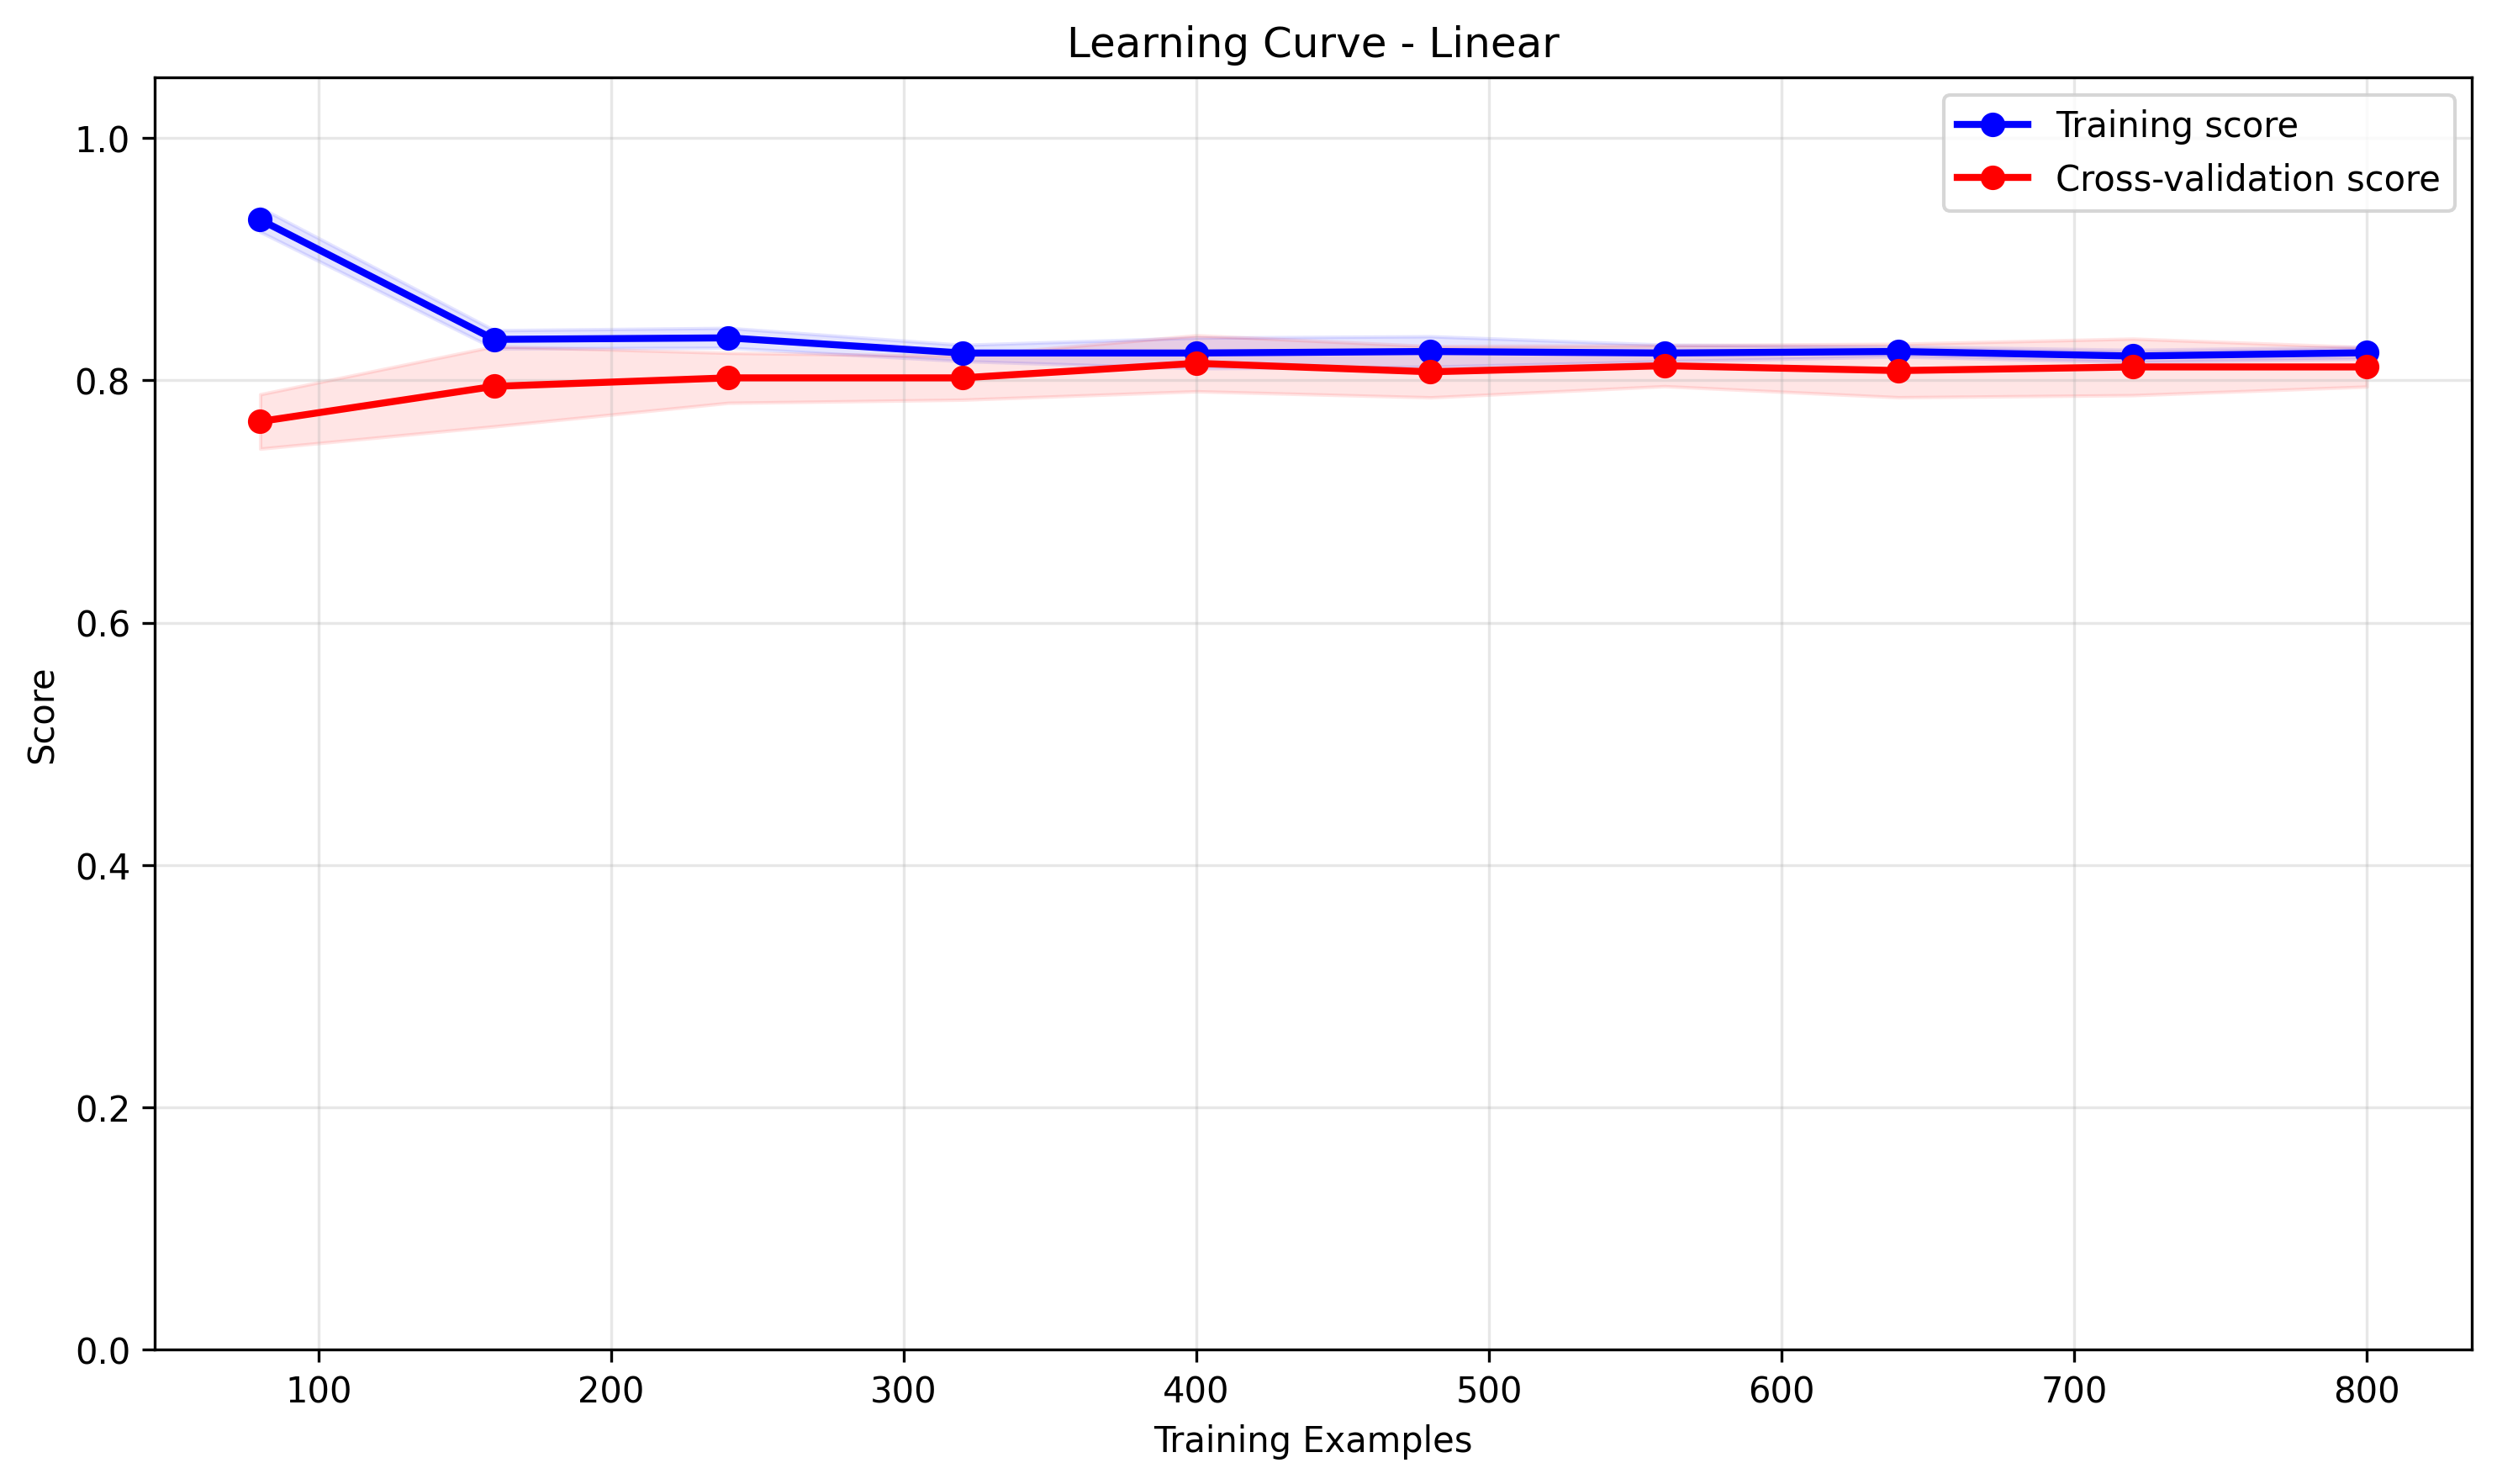 Learning Curve - Linear
Training score
Cross-validation score
1.0
0.8
0.6
0.4
0.2
0.0
Score
100 200 300 400 500 600 700 800
Training Examples